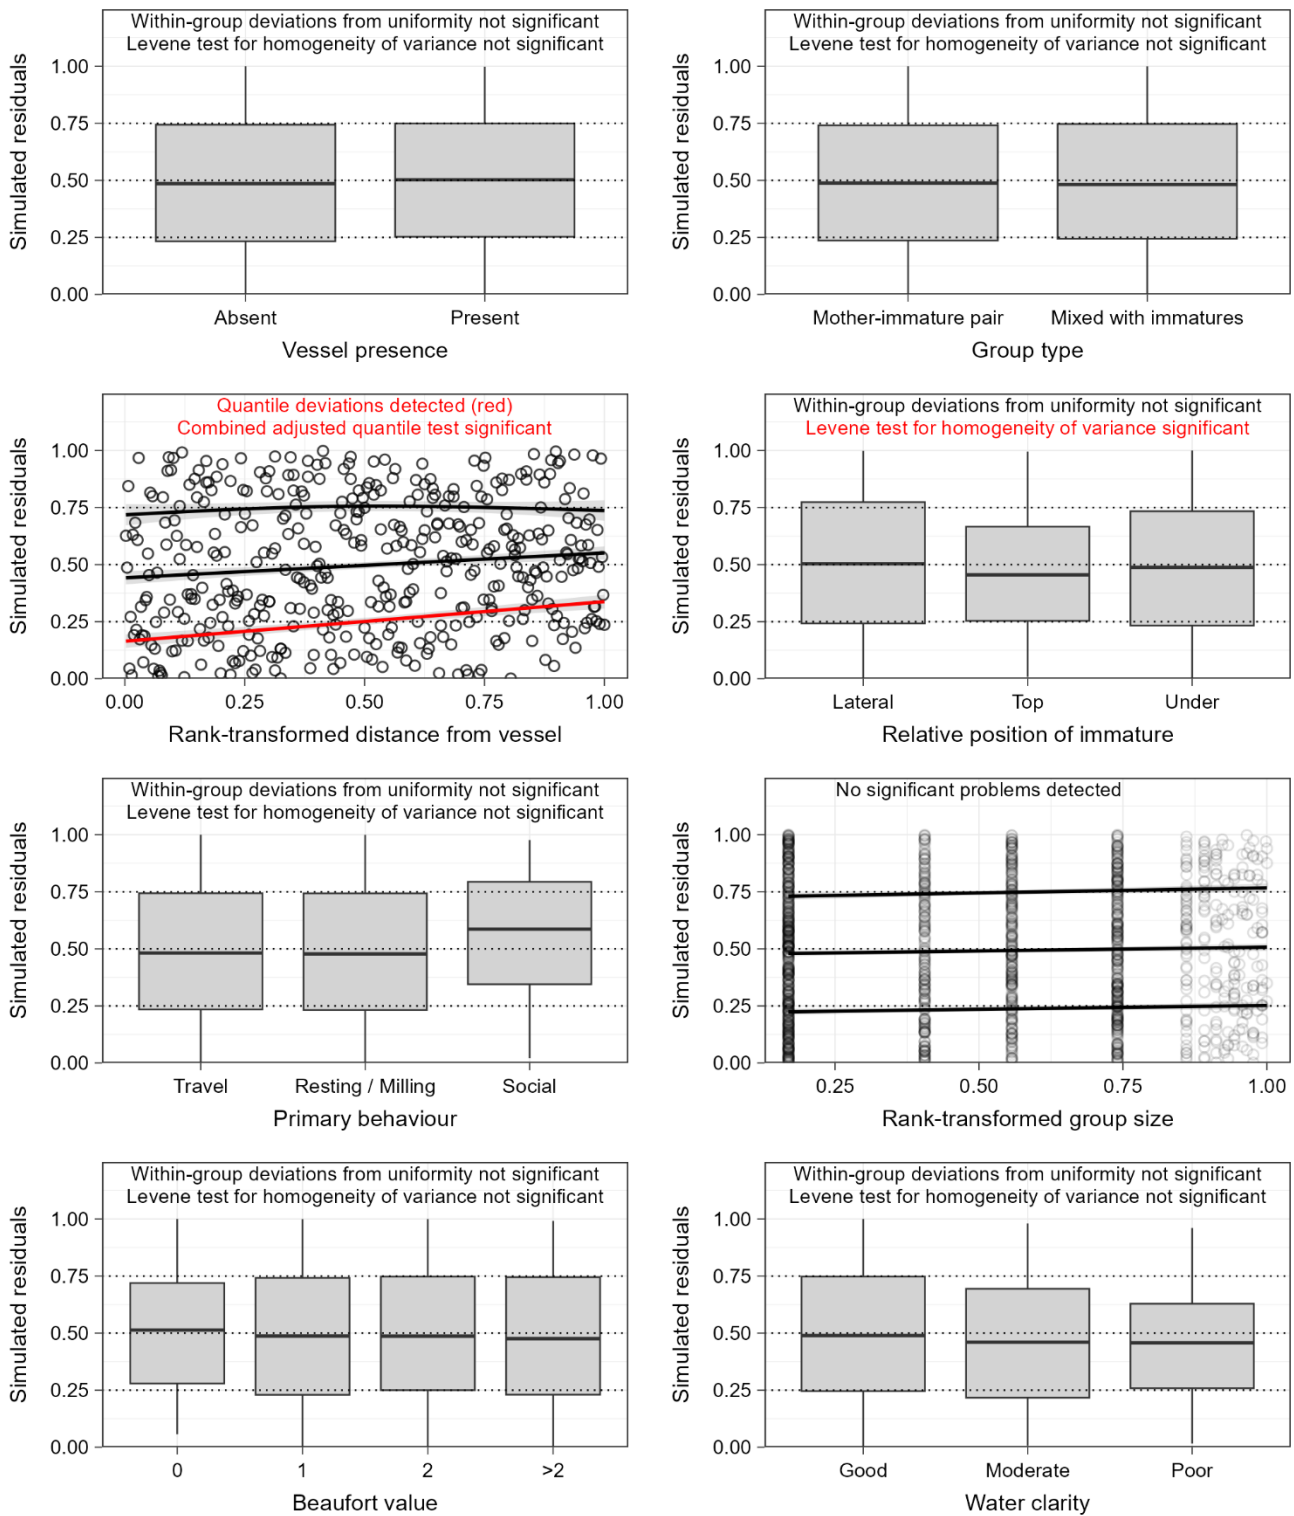 Within-group deviations from uniformity not significant
Levene test for homogeneity of variance not significant
1.00
0.75
0.50
0.25
0.00
Simulated residuals
Absent
Present
Vessel presence
Within-group deviations from uniformity not significant
Levene test for homogeneity of variance not significant
1.00
0.75
0.50
0.25
0.00
Simulated residuals
Mother-immature pair
Mixed with immatures
Group type
Quantile deviations detected (red)
Combined adjusted quantile test significant
1.00
0.75
0.50
0.25
0.00
Simulated residuals
0.00
0.25
0.50
0.75
1.00
Rank-transformed distance from vessel
Within-group deviations from uniformity not significant
Levene test for homogeneity of variance significant
1.00
0.75
0.50
0.25
0.00
Simulated residuals
Lateral
Top
Under
Relative position of immature
Within-group deviations from uniformity not significant
Levene test for homogeneity of variance not significant
1.00
0.75
0.50
0.25
0.00
Simulated residuals
Travel
Resting / Milling
Social
Primary behaviour
No significant problems detected
1.00
0.75
0.50
0.25
0.00
Simulated residuals
0.25
0.50
0.75
1.00
Rank-transformed group size
Within-group deviations from uniformity not significant
Levene test for homogeneity of variance not significant
1.00
0.75
0.50
0.25
0.00
Simulated residuals
0
1
2
>2
Beaufort value
Within-group deviations from uniformity not significant
Levene test for homogeneity of variance not significant
1.00
0.75
0.50
0.25
0.00
Simulated residuals
Good
Moderate
Poor
Water clarity